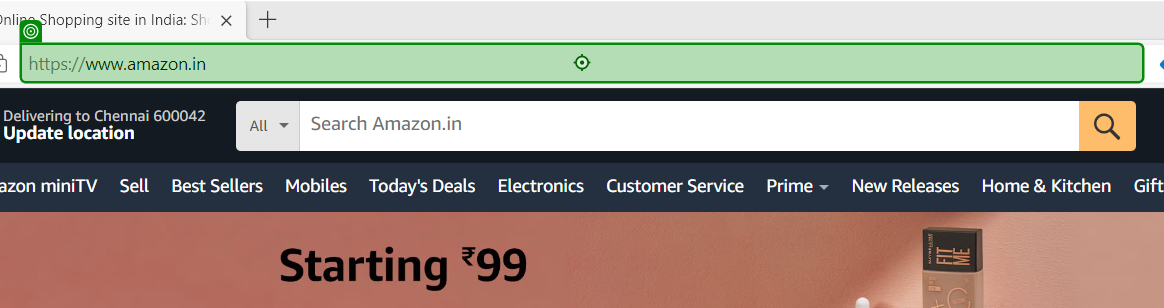 Online Shopping site in India: Sh
https://www.amazon.in
Delivering to Chennai 600042
Update location
All
Search Amazon.in
azon miniTV Sell Best Sellers Mobiles Today's Deals Electronics Customer Service Prime New Releases Home & Kitchen Gift
Starting ₹99
MAYBELLINE
FIT
ME